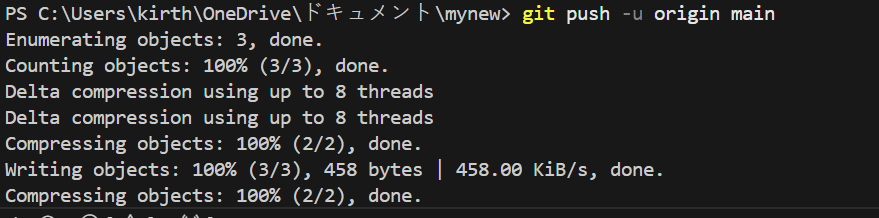 PS C:\Users\kirth\OneDrive\ドキュメント\mynew> git push -u origin main
Enumerating objects: 3, done.
Counting objects: 100% (3/3), done.
Delta compression using up to 8 threads
Delta compression using up to 8 threads
Compressing objects: 100% (2/2), done.
Writing objects: 100% (3/3), 458 bytes | 458.00 KiB/s, done.
Compressing objects: 100% (2/2), done.